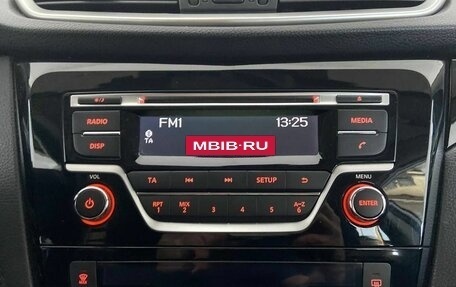 RADIO
FM1 13:25
MEDIA
TA
MBIB-RU
DISP
VOL
TA
SETUP
MENU
RPT
1
MIX
2
3
4
5
A-Z
6
ENTER